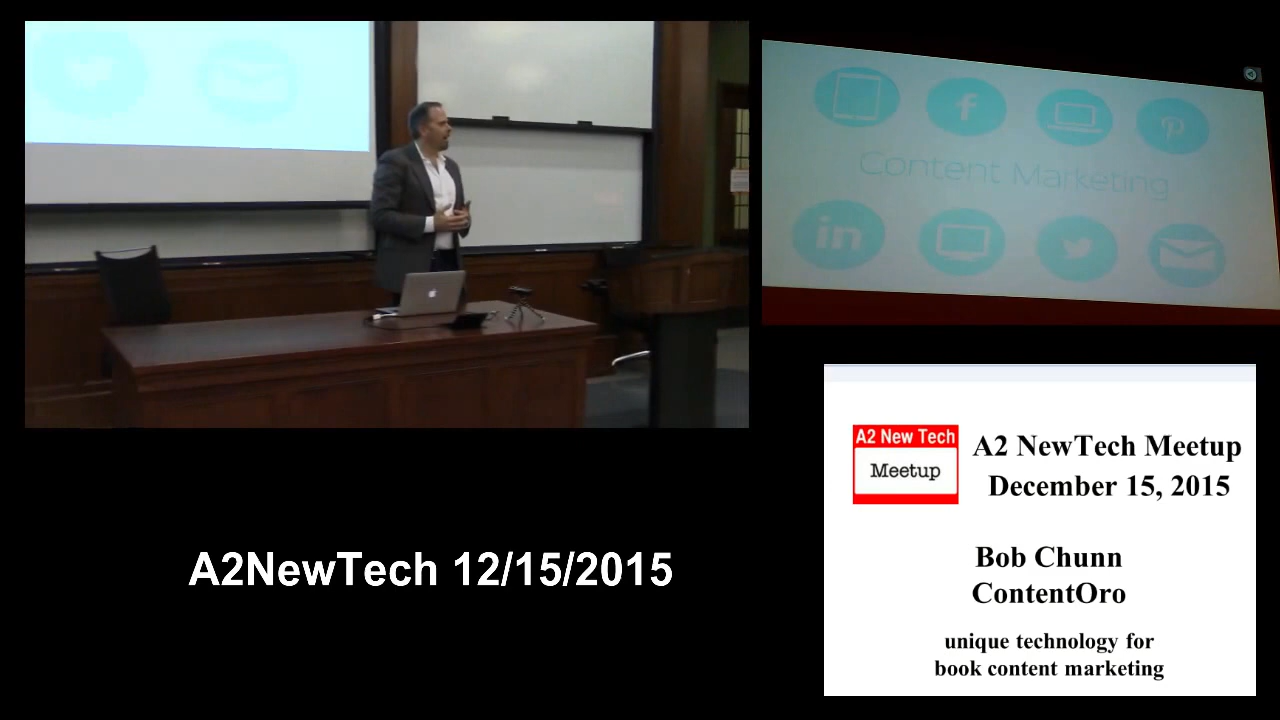 Content Marketing
f
in
A2 New Tech
Meetup
A2 NewTech Meetup
December 15, 2015
Bob Chunn
ContentOro
unique technology for
book content marketing
A2NewTech 12/15/2015